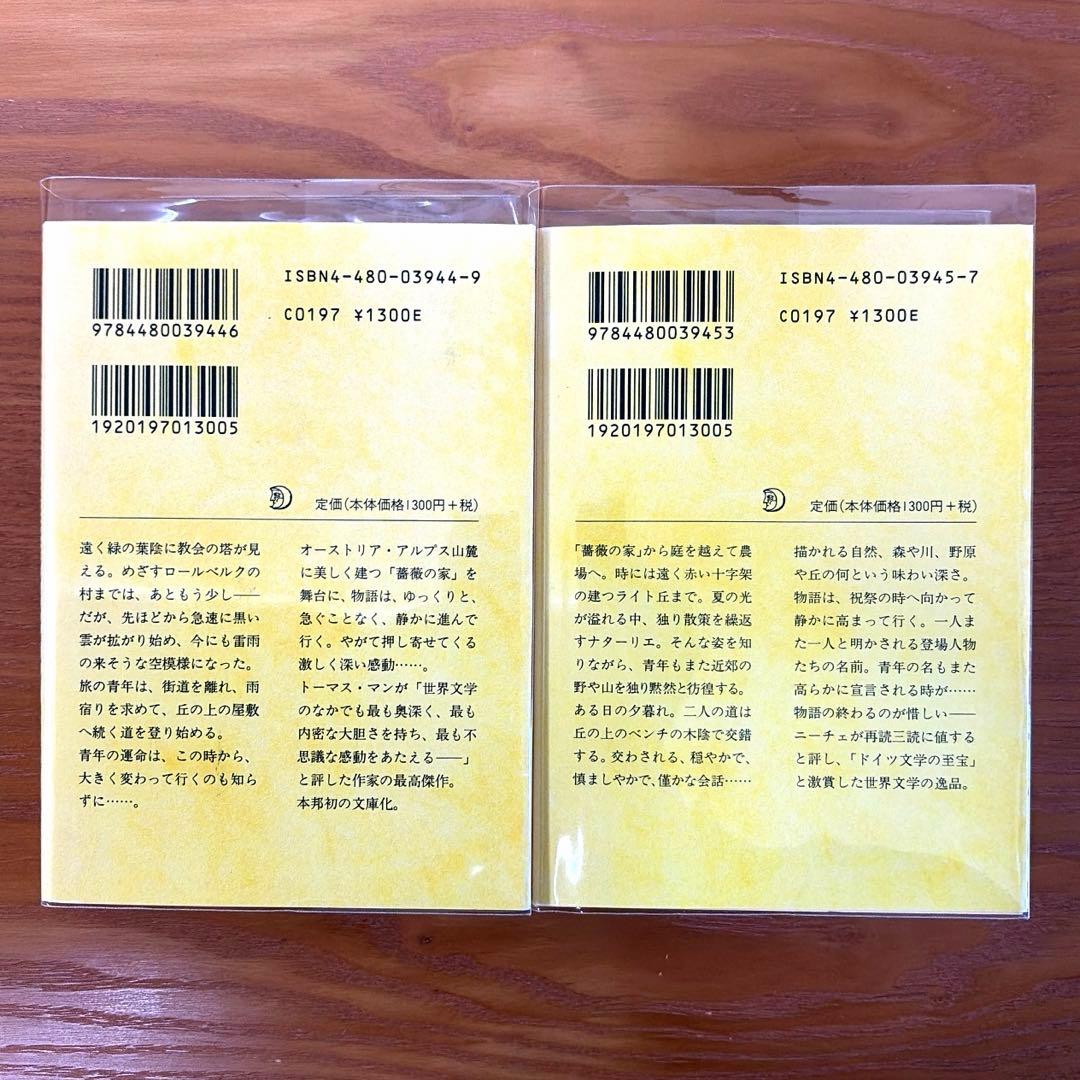 ISBN4-480-03944-9
9784480039446
C0197 ¥1300E
1920197013005
定価(本体価格1300円+税)
遠く緑の葉陰に教会の塔が見
える。めざすロールベルクの
村までは、あともう少し——
だが、先ほどから急速に黒い
雲が拡がり始め、今にも雷雨
の来そうな空模様になった。
旅の青年は、街道を離れ、雨
宿りを求めて、丘の上の屋敷
へ続く道を登り始める。
青年の運命は、この時から、
大きく変わって行くのも知ら
ずに……。
オーストリア・アルプス山麓
に美しく建つ「薔薇の家」を
舞台に、物語は、ゆっくりと、
急ぐことなく、静かに進んで
行く。やがて押し寄せてくる
激しく深い感動……。
トーマス・マンが「世界文学
のなかでも最も奥深く、最も
内密な大胆さを持ち、最も不
思議な感動をあたえる——」
と評した作家の最高傑作。
本邦初の文庫化。
ISBN4-480-03945-7
9784480039453
C0197 ¥1300E
1920197013005
定価(本体価格1300円+税)
「薔薇の家」から庭を越えて農
場へ。時には遠く赤い十字架
の建つライト丘まで。夏の光
が溢れる中、独り散策を繰返
すナターリエ。そんな姿を知
りながら、青年もまた近郊の
野や山を独り黙然と彷徨する。
ある日の夕暮れ。二人の道は
丘の上のベンチの木陰で交錯
する。交わされる、穏やかで、
慎ましやかで、僅かな会話……
描かれる自然、森や川、野原
や丘の何という味わい深さ。
物語は、祝祭の時へ向かって
静かに高まって行く。一人ま
た一人と明かされる登場人物
たちの名前。青年の名もまた
高らかに宣言される時が……
物語の終わるのが惜しい——
ニーチェが再読三読に値する
と評し、「ドイツ文学の至宝」
と激賞した世界文学の逸品。